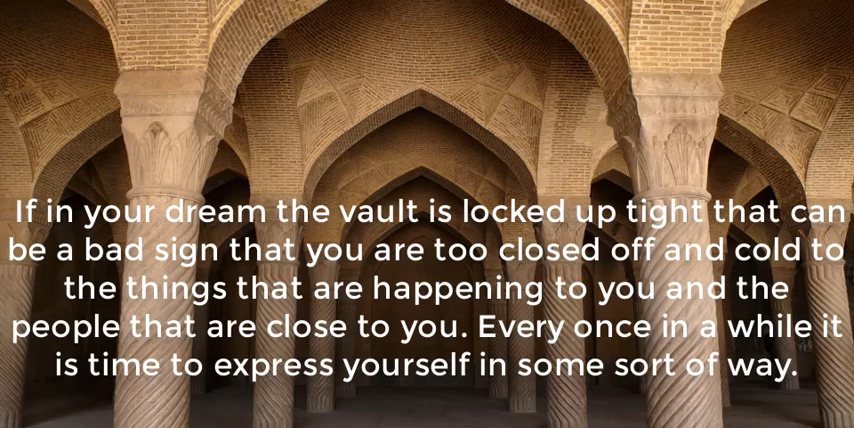 If in your dream the vault is locked up tight that can
be a bad sign that you are too closed off and cold to
the things that are happening to you and the
people that are close to you. Every once in a while it
is time to express yourself in some sort of way.